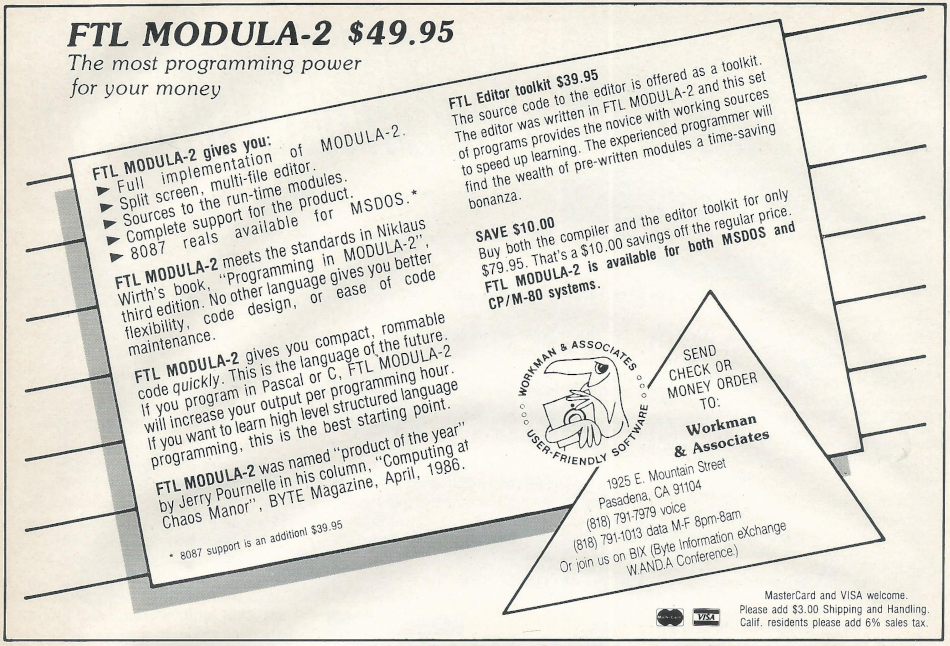 FTL MODULA-2 $49.95
The most programming power
for your money
FTL MODULA-2 gives you:
► Full implementation of MODULA-2.
► Split screen, multi-file editor.
► Sources to the run-time modules.
► Complete support for the product.
► 8087 reals available for MSDOS.*
FTL MODULA-2 meets the standards in Niklaus
Wirth's book, "Programming in MODULA-2",
third edition. No other language gives you better
flexibility, code design, or ease of code
maintenance.
FTL MODULA-2 gives you compact, rommable
code quickly. This is the language of the future.
If you program in Pascal or C, FTL MODULA-2
will increase your output per programming hour.
If you want to learn high level structured language
programming, this is the best starting point.
FTL MODULA-2 was named "product of the year"
by Jerry Pournelle in his column, "Computing at
Chaos Manor", BYTE Magazine, April, 1986.
* 8087 support is an additionl $39.95
FTL Editor toolkit $39.95
The source code to the editor is offered as a toolkit.
The editor was written in FTL MODULA-2 and this set
of programs provides the novice with working sources
to speed up learning. The experienced programmer will
find the wealth of pre-written modules a time-saving
bonanza.
SAVE $10.00
Buy both the compiler and the editor toolkit for only
$79.95. That's a $10.00 savings off the regular price.
FTL MODULA-2 is available for both MSDOS and
CP/M-80 systems.
WORKMAN & ASSOCIATES
USER-FRIENDLY SOFTWARE
SEND
CHECK OR
MONEY ORDER
TO:
Workman
& Associates
1925 E. Mountain Street
Pasadena, CA 91104
(818) 791-7979 voice
(818) 791-1013 data M-F 8pm-8am
Or join us on BIX (Byte Information eXchange
W.AND.A Conference.)
MasterCard and VISA welcome.
Please add $3.00 Shipping and Handling.
Calif. residents please add 6% sales tax.
VISA